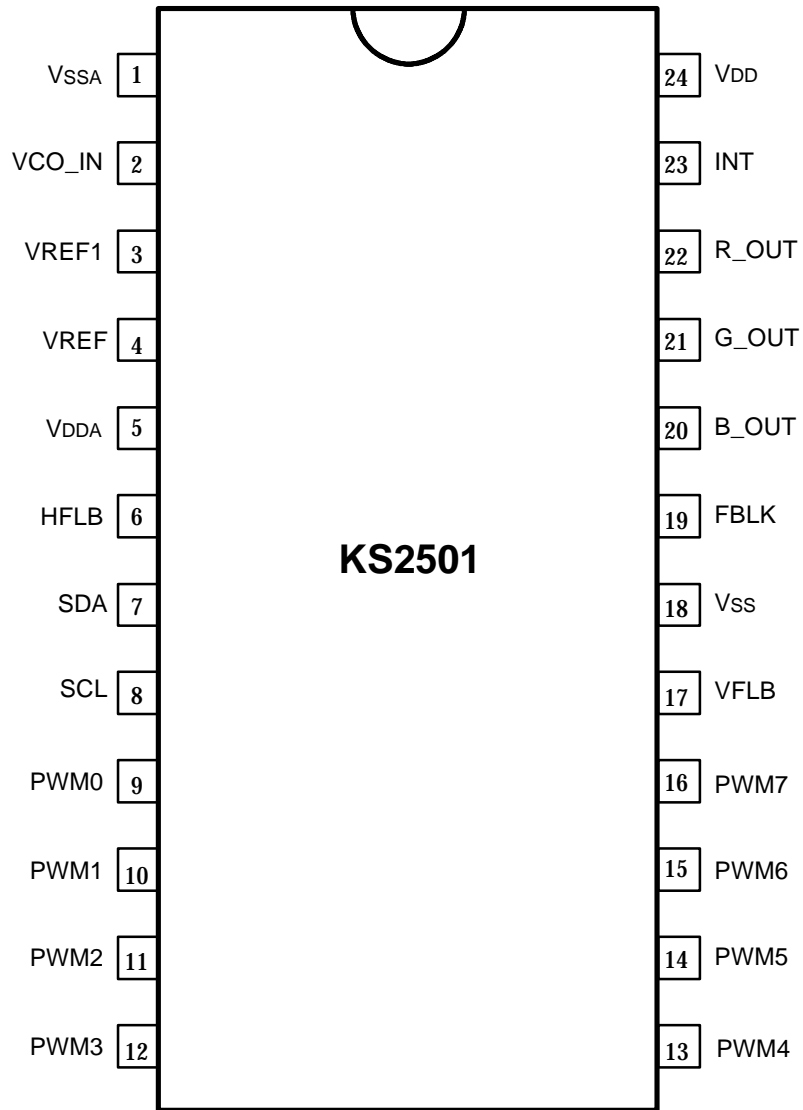 VSSA 1 24 VDD
VCO_IN 2 23 INT
VREF1 3 22 R_OUT
VREF 4 21 G_OUT
VDDA 5 20 B_OUT
HFLB 6 19 FBLK
KS2501
SDA 7 18 VSS
SCL 8 17 VFLB
PWM0 9 16 PWM7
PWM1 10 15 PWM6
PWM2 11 14 PWM5
PWM3 12 13 PWM4